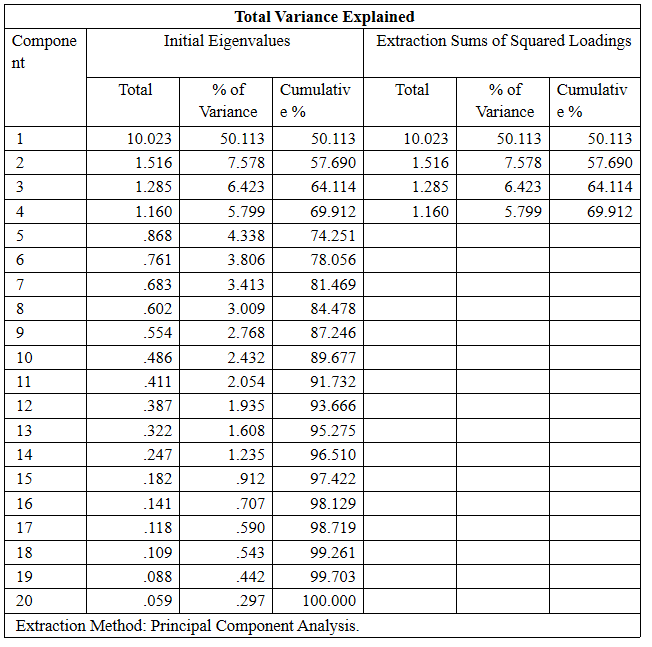 Total Variance Explained
Compone
nt
Initial Eigenvalues
Extraction Sums of Squared Loadings
Total % of Variance Cumulativ e % Total % of Variance Cumulativ e %
1 10.023 50.113 50.113 10.023 50.113 50.113
2 1.516 7.578 57.690 1.516 7.578 57.690
3 1.285 6.423 64.114 1.285 6.423 64.114
4 1.160 5.799 69.912 1.160 5.799 69.912
5 .868 4.338 74.251
6 .761 3.806 78.056
7 .683 3.413 81.469
8 .602 3.009 84.478
9 .554 2.768 87.246
10 .486 2.432 89.677
11 .411 2.054 91.732
12 .387 1.935 93.666
13 .322 1.608 95.275
14 .247 1.235 96.510
15 .182 .912 97.422
16 .141 .707 98.129
17 .118 .590 98.719
18 .109 .543 99.261
19 .088 .442 99.703
20 .059 .297 100.000
Extraction Method: Principal Component Analysis.